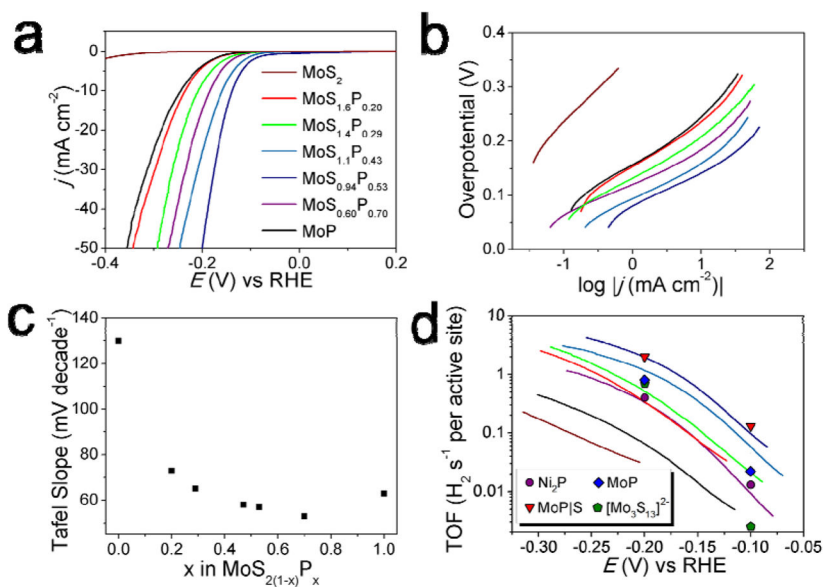 a
j (mA cm-2)
0
-10
-20
-30
-40
-50
MoS2
MoS1.6P0.20
MoS1.4P0.29
MoS1.1P0.43
MoS0.94P0.53
MoS0.60P0.70
MoP
-0.4 -0.2 0.0 0.2
E (V) vs RHE
b
Overpotential (V)
0.4
0.3
0.2
0.1
0.0
-1 0 1 2
log |j (mA cm-2)|
c
Tafel Slope (mV decade-1)
140
120
100
80
60
0.0 0.2 0.4 0.6 0.8 1.0
x in MoS2(1-x)Px
d
TOF (H2 s-1 per active site)
10
1
0.1
0.01
Ni2P MoP
MoP|S [Mo3S13]2-
-0.30 -0.25 -0.20 -0.15 -0.10 -0.05
E (V) vs RHE